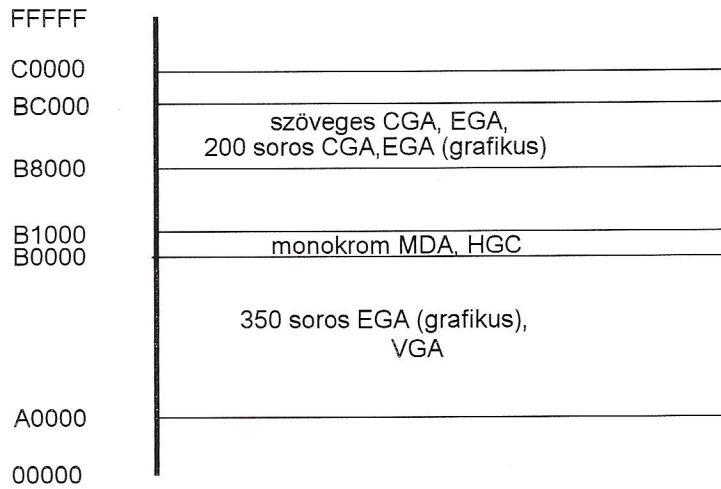 FFFFF
C0000
BC000
szöveges CGA, EGA,
200 soros CGA,EGA (grafikus)
B8000
B1000
monokrom MDA, HGC
B0000
350 soros EGA (grafikus),
VGA
A0000
00000